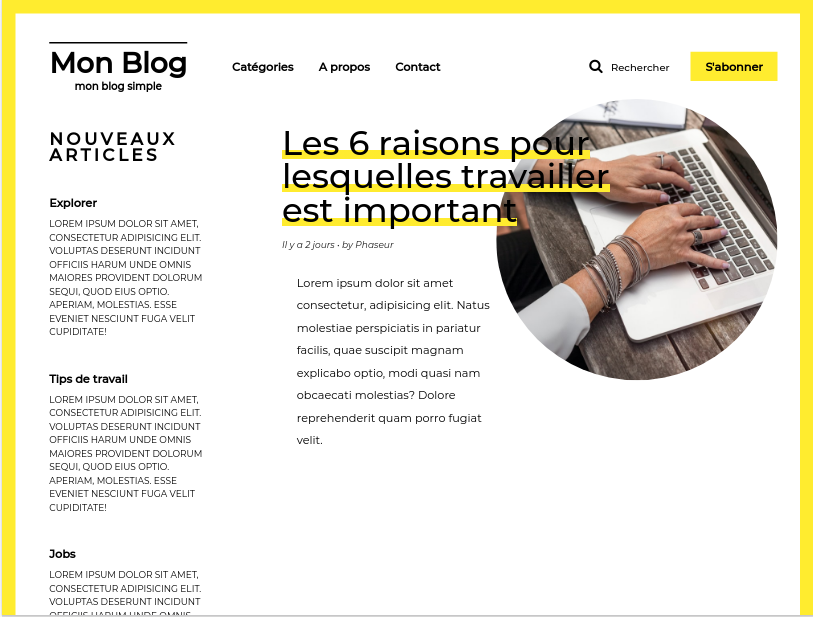 Mon Blog
mon blog simple
Catégories
A propos
Contact
Rechercher
S'abonner
NOUVEAUX
ARTICLES
Explorer
LOREM IPSUM DOLOR SIT AMET,
CONSECTETUR ADIPISICING ELIT.
VOLUPTAS DESERUNT INCIDUNT
OFFICIIS HARUM UNDE OMNIS
MAIORES PROVIDENT DOLORUM
SEQUI, QUOD EIUS OPTIO.
APERIAM, MOLESTIAS. ESSE
EVENIET NESCIUNT FUGA VELIT
CUPIDITATE!
Tips de travail
LOREM IPSUM DOLOR SIT AMET,
CONSECTETUR ADIPISICING ELIT.
VOLUPTAS DESERUNT INCIDUNT
OFFICIIS HARUM UNDE OMNIS
MAIORES PROVIDENT DOLORUM
SEQUI, QUOD EIUS OPTIO.
APERIAM, MOLESTIAS. ESSE
EVENIET NESCIUNT FUGA VELIT
CUPIDITATE!
Jobs
LOREM IPSUM DOLOR SIT AMET,
CONSECTETUR ADIPISICING ELIT.
VOLUPTAS DESERUNT INCIDUNT
OFFICIIS HARUM UNDE OMNIS
Les 6 raisons pour
lesquelles travailler
est important
Il y a 2 jours • by Phaseur
Lorem ipsum dolor sit amet
consectetur, adipisicing elit. Natus
molestiae perspiciatis in pariatur
facilis, quae suscipit magnam
explicabo optio, modi quasi nam
obcaecati molestias? Dolore
reprehenderit quam porro fugiat
velit.